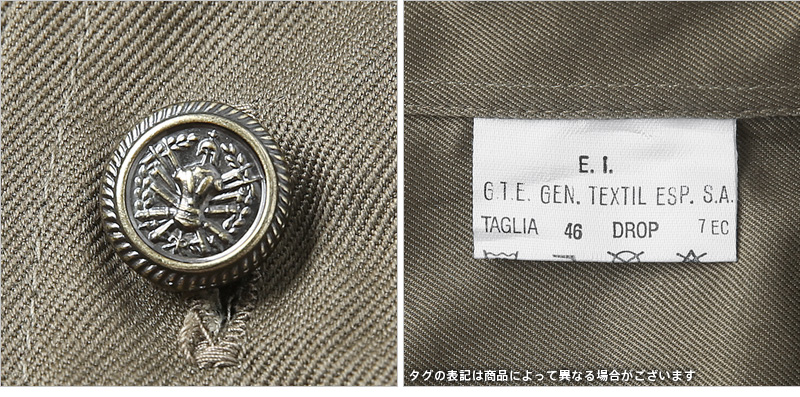 E. I.
G.T.E. GEN. TEXTIL ESP. S.A.
TAGLIA 46 DROP 7 EC
タグの表記は商品によって異なる場合がございます